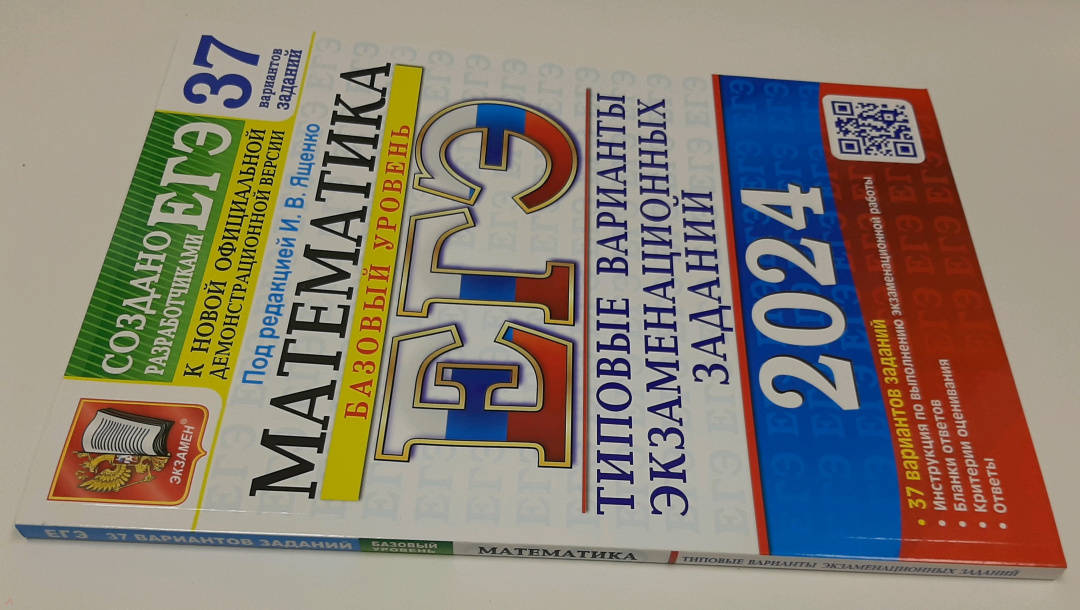 ЭКЗАМЕН®
СОЗДАНО
РАЗРАБОТЧИКАМИ
ЕГЭ
37
вариантов
заданий
К НОВОЙ ОФИЦИАЛЬНОЙ
ДЕМОНСТРАЦИОННОЙ ВЕРСИИ
Под редакцией И. В. Ященко
МАТЕМАТИКА
БАЗОВЫЙ УРОВЕНЬ
ЕГЭ
ТИПОВЫЕ ВАРИАНТЫ
ЭКЗАМЕНАЦИОННЫХ
ЗАДАНИЙ
2024
• 37 вариантов заданий
• Инструкция по выполнению экзаменационной работы
• Бланки ответов
• Критерии оценивания
• Ответы
ЕГЭ 37 ВАРИАНТОВ ЗАДАНИЙ
БАЗОВЫЙ
УРОВЕНЬ
МАТЕМАТИКА
ТИПОВЫЕ ВАРИАНТЫ ЭКЗАМЕНАЦИОННЫХ ЗАДАНИЙ